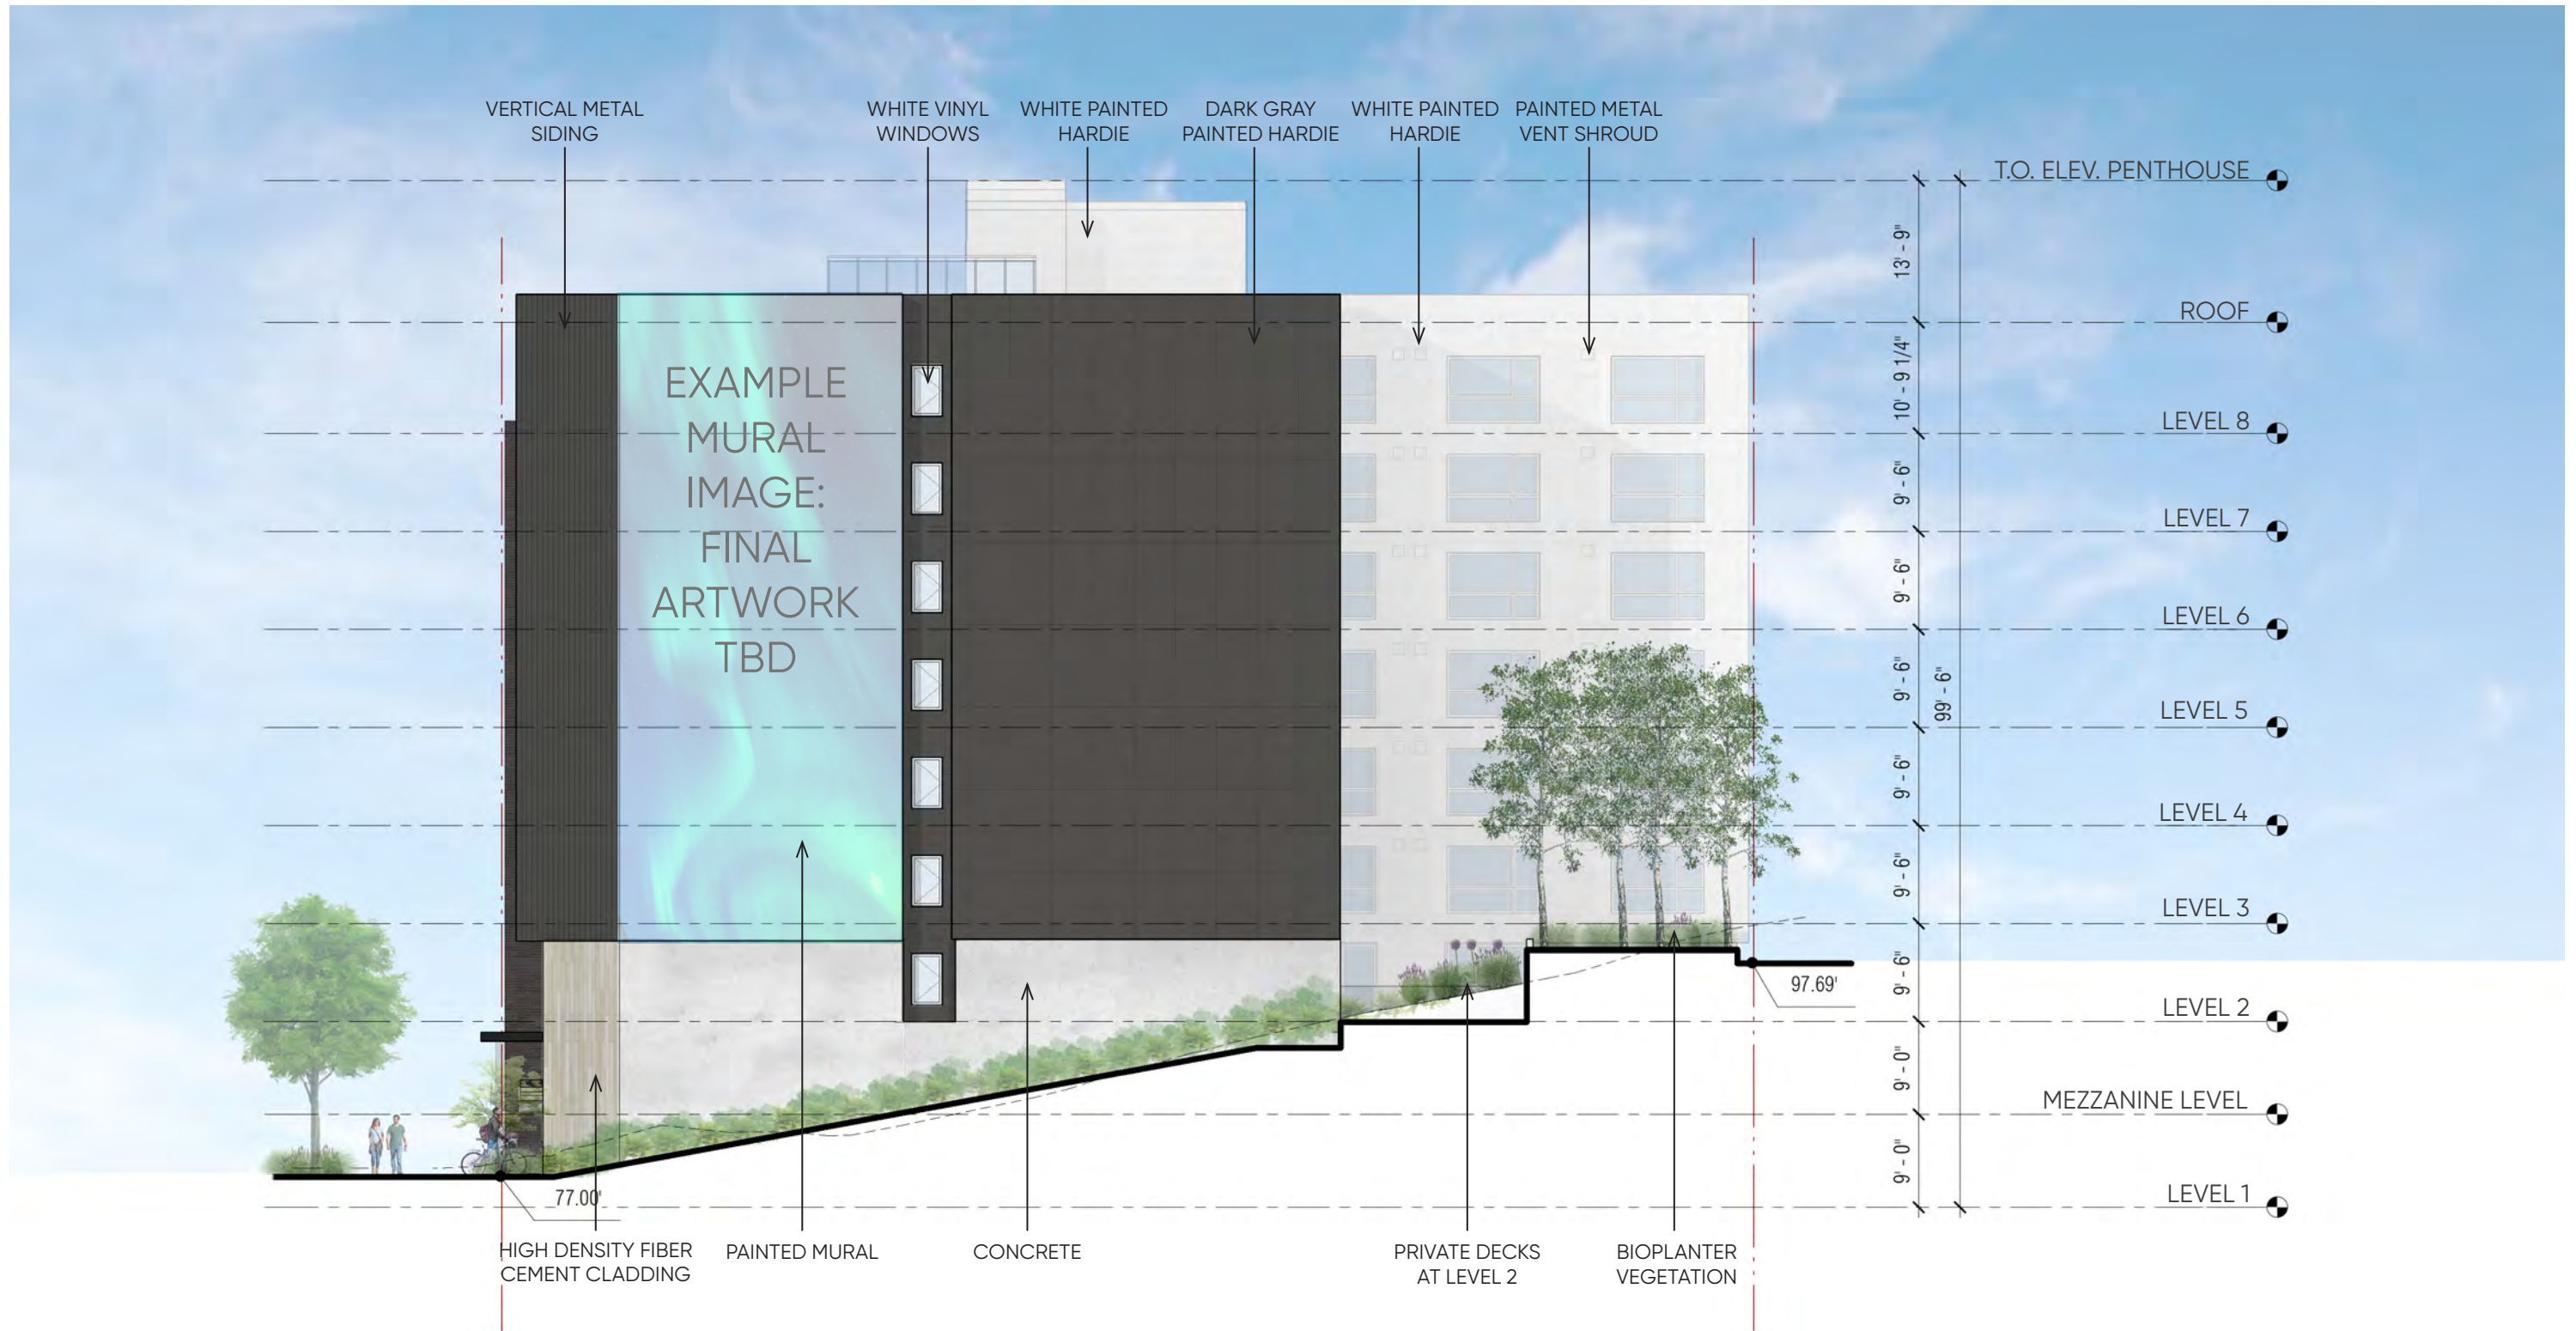 VERTICAL METAL
SIDING
WHITE VINYL
WINDOWS
WHITE PAINTED
HARDIE
DARK GRAY
PAINTED HARDIE
WHITE PAINTED
HARDIE
PAINTED METAL
VENT SHROUD
T.O. ELEV. PENTHOUSE
13' - 9"
ROOF
10' - 9 1/4"
LEVEL 8
9' - 6"
LEVEL 7
9' - 6"
LEVEL 6
9' - 6"
99' - 6"
LEVEL 5
9' - 6"
LEVEL 4
9' - 6"
LEVEL 3
9' - 6"
LEVEL 2
9' - 0"
MEZZANINE LEVEL
9' - 0"
LEVEL 1
EXAMPLE
MURAL
IMAGE:
FINAL
ARTWORK
TBD
97.69'
77.00'
HIGH DENSITY FIBER
CEMENT CLADDING
PAINTED MURAL
CONCRETE
PRIVATE DECKS
AT LEVEL 2
BIOPLANTER
VEGETATION